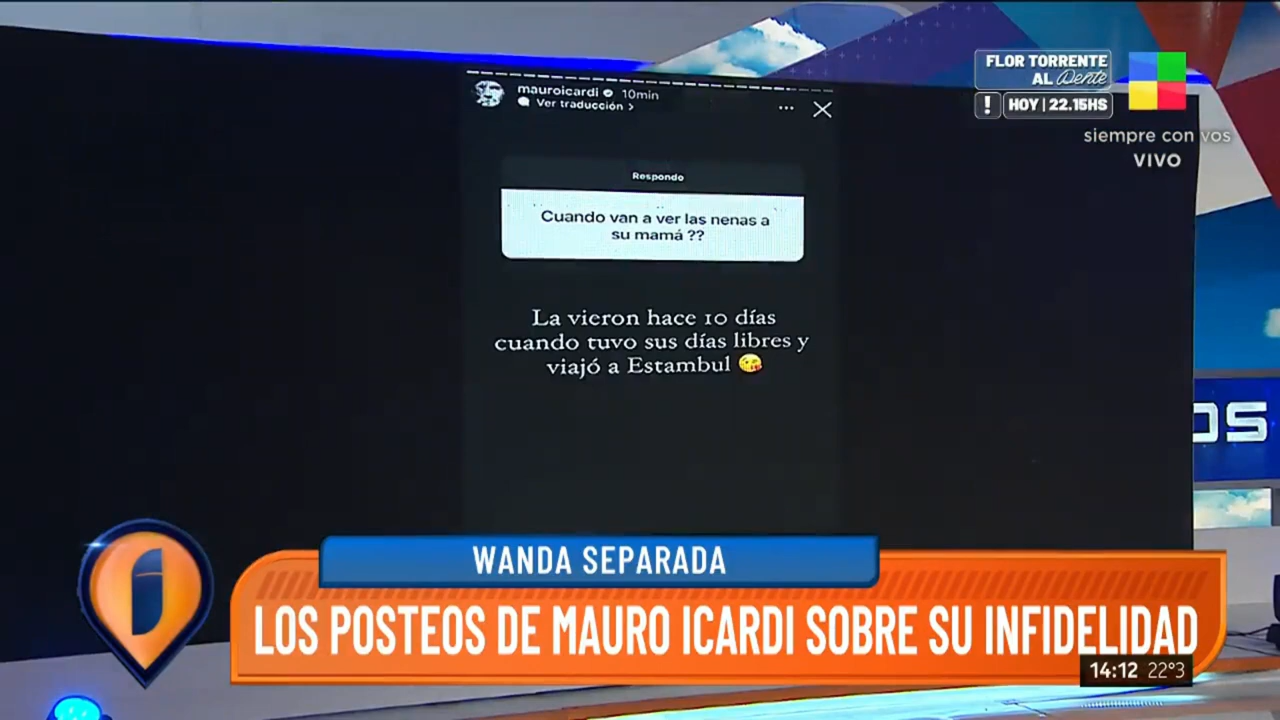 mauroicardi 10min
Ver traducción >
Respondo
Cuando van a ver las nenas a
su mamá ??
La vieron hace 10 días
cuando tuvo sus días libres y
viajó a Estambul 😘
FLOR TORRENTE
AL Dente
! HOY | 22.15HS
siempre con vos
VIVO
OS
WANDA SEPARADA
LOS POSTEOS DE MAURO ICARDI SOBRE SU INFIDELIDAD
14:12 22°3